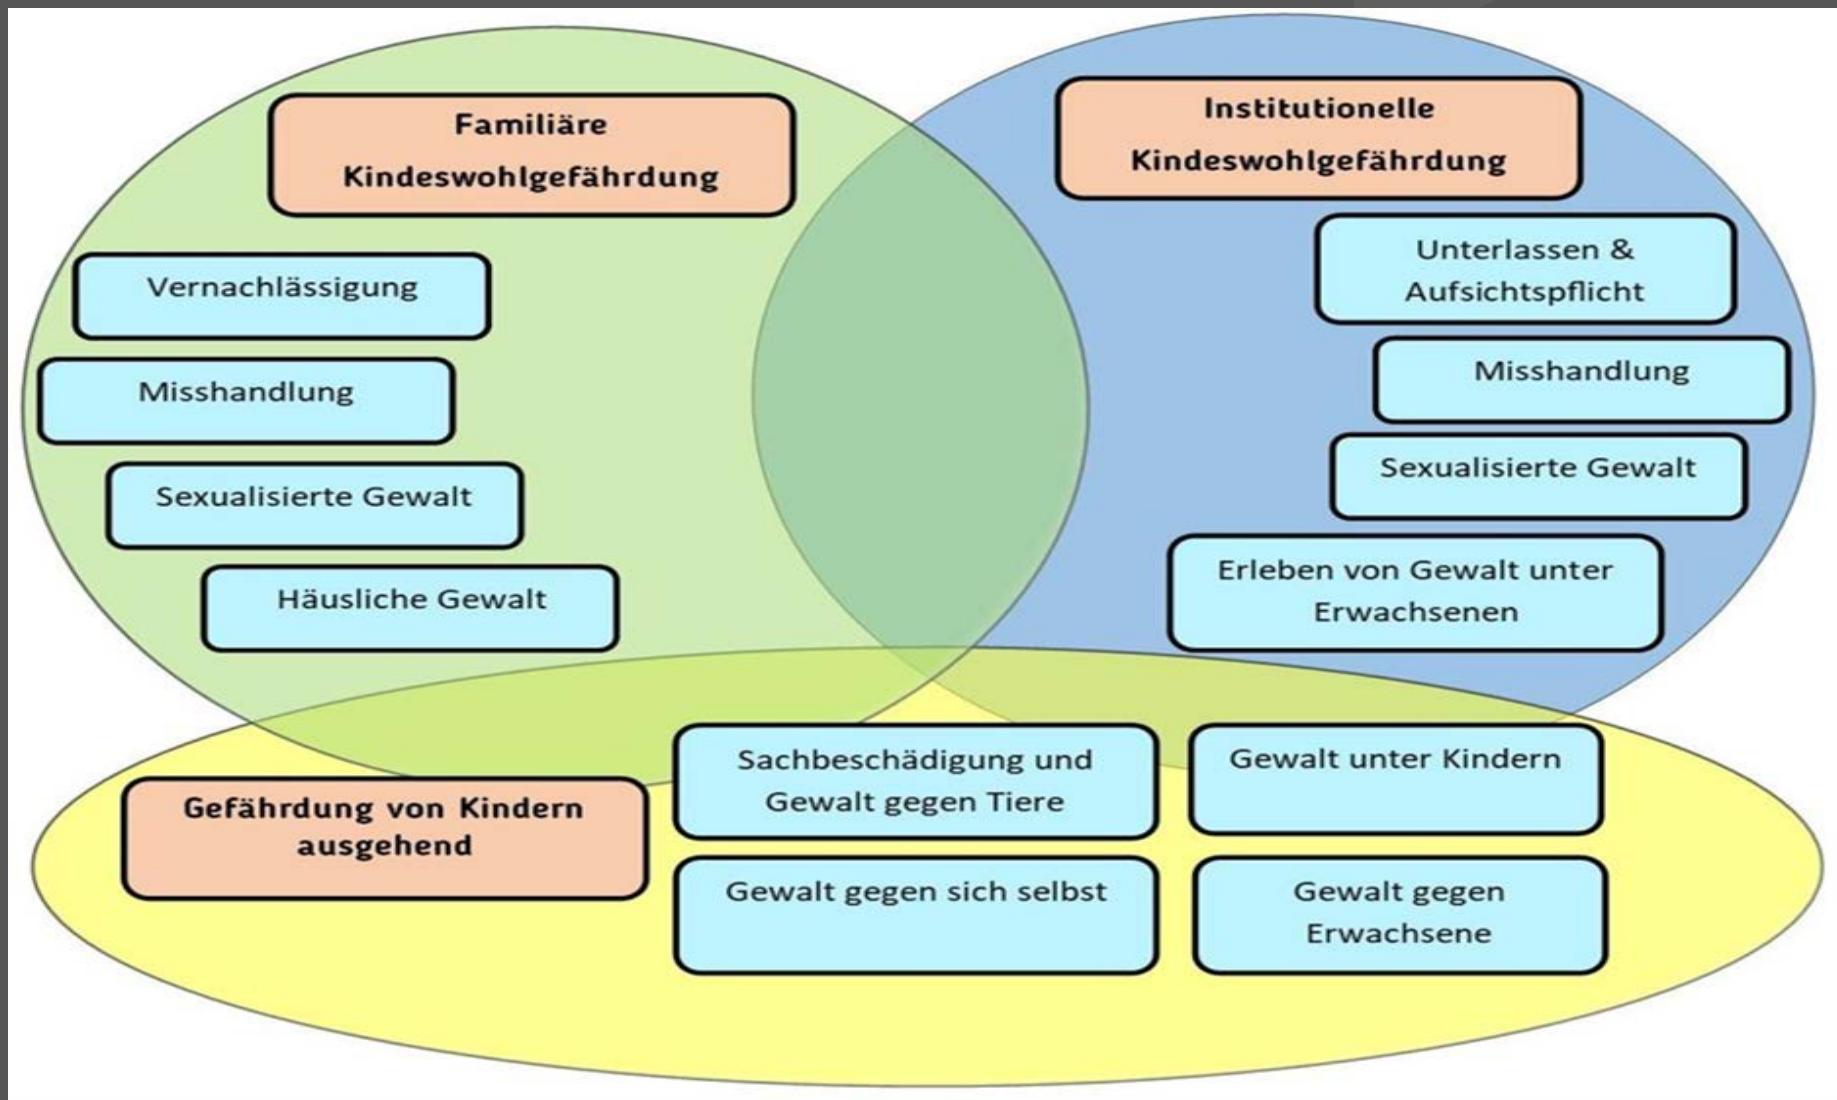 Familiäre
Kindeswohlgefährdung
Vernachlässigung
Misshandlung
Sexualisierte Gewalt
Häusliche Gewalt
Institutionelle
Kindeswohlgefährdung
Unterlassen &
Aufsichtspflicht
Misshandlung
Sexualisierte Gewalt
Erleben von Gewalt unter
Erwachsenen
Gefährdung von Kindern
ausgehend
Sachbeschädigung und
Gewalt gegen Tiere
Gewalt unter Kindern
Gewalt gegen sich selbst
Gewalt gegen
Erwachsene